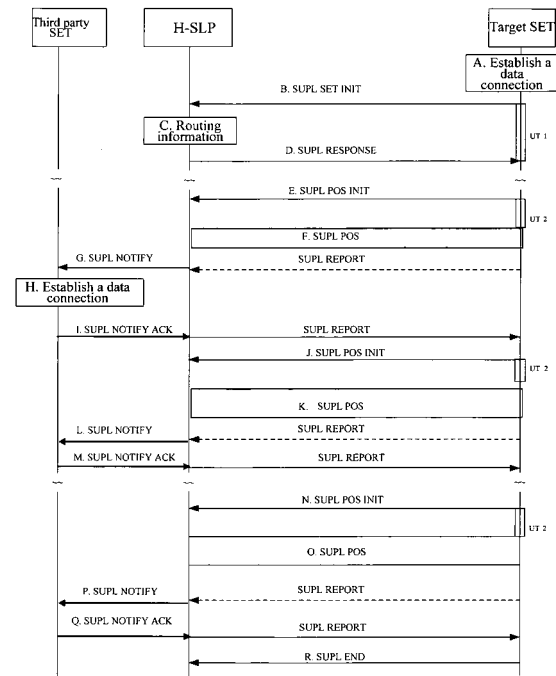 Third party
SET
H-SLP
Target SET
A. Establish a
data
connection
B. SUPL SET INIT
C. Routing
information
UT 1
D. SUPL RESPONSE
E. SUPL POS INIT
UT 2
F. SUPL POS
G. SUPL NOTIFY
SUPL REPORT
H. Establish a data
connection
I. SUPL NOTIFY ACK
SUPL REPORT
J. SUPL POS INIT
UT 2
K. SUPL POS
L. SUPL NOTIFY
SUPL REPORT
M. SUPL NOTIFY ACK
SUPL REPORT
N. SUPL POS INIT
UT 2
O. SUPL POS
P. SUPL NOTIFY
SUPL REPORT
Q. SUPL NOTIFY ACK
SUPL REPORT
R. SUPL END